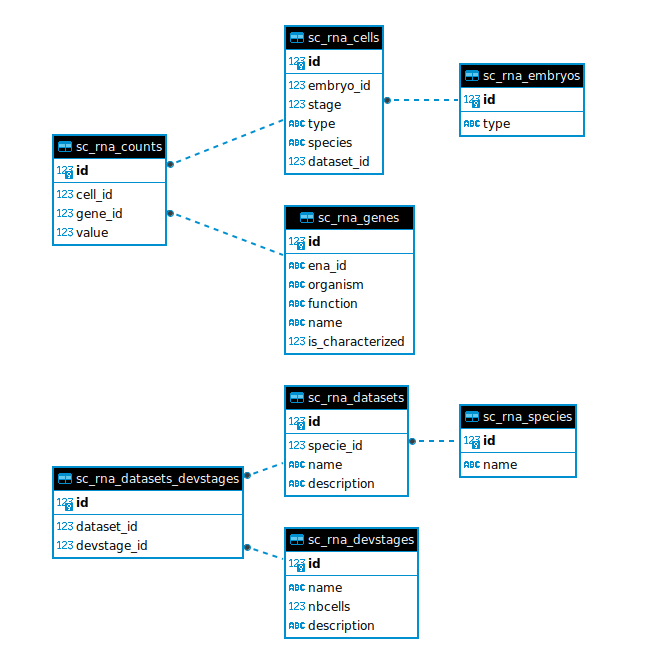 sc_rna_cells
123 id
123 embryo_id
123 stage
ABC type
ABC species
123 dataset_id
sc_rna_embryos
123 id
ABC type
sc_rna_counts
123 id
123 cell_id
123 gene_id
123 value
sc_rna_genes
123 id
ABC ena_id
ABC organism
ABC function
ABC name
123 is_characterized
sc_rna_datasets
123 id
123 specie_id
ABC name
ABC description
sc_rna_species
123 id
ABC name
sc_rna_datasets_devstages
123 id
123 dataset_id
123 devstage_id
sc_rna_devstages
123 id
ABC name
123 nbcells
ABC description